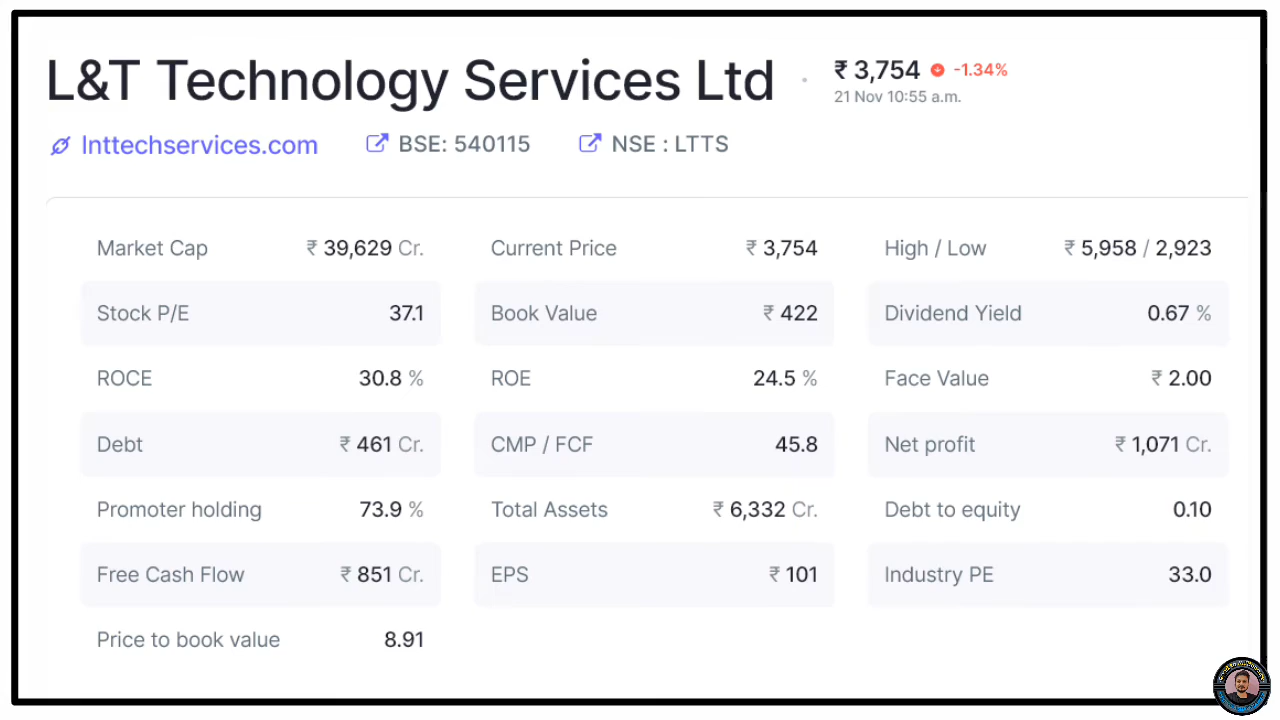 L&T Technology Services Ltd
₹ 3,754 -1.34%
21 Nov 10:55 a.m.
lnttechservices.com BSE: 540115 NSE : LTTS
Market Cap ₹ 39,629 Cr. Current Price ₹ 3,754 High / Low ₹ 5,958 / 2,923
Stock P/E 37.1 Book Value ₹ 422 Dividend Yield 0.67 %
ROCE 30.8 % ROE 24.5 % Face Value ₹ 2.00
Debt ₹ 461 Cr. CMP / FCF 45.8 Net profit ₹ 1,071 Cr.
Promoter holding 73.9 % Total Assets ₹ 6,332 Cr. Debt to equity 0.10
Free Cash Flow ₹ 851 Cr. EPS ₹ 101 Industry PE 33.0
Price to book value 8.91